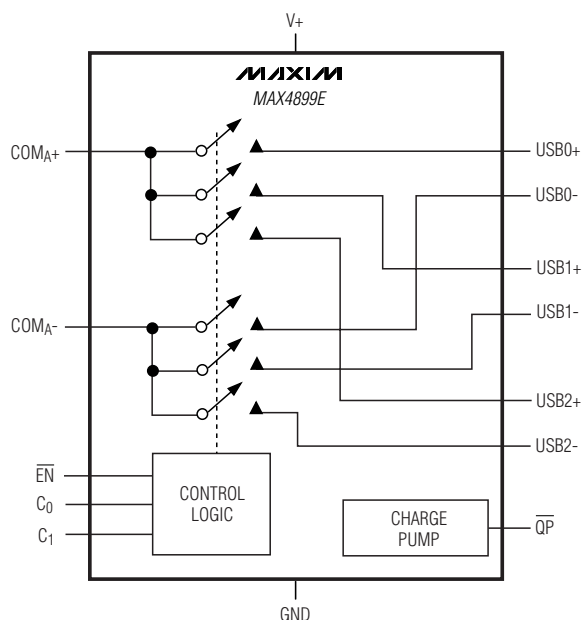 V+
MAXIM
MAX4899E
COMA+
USB0+
USB0-
USB1+
COMA-
USB1-
USB2+
USB2-
EN
C0
C1
CONTROL
LOGIC
CHARGE
PUMP
QP
GND